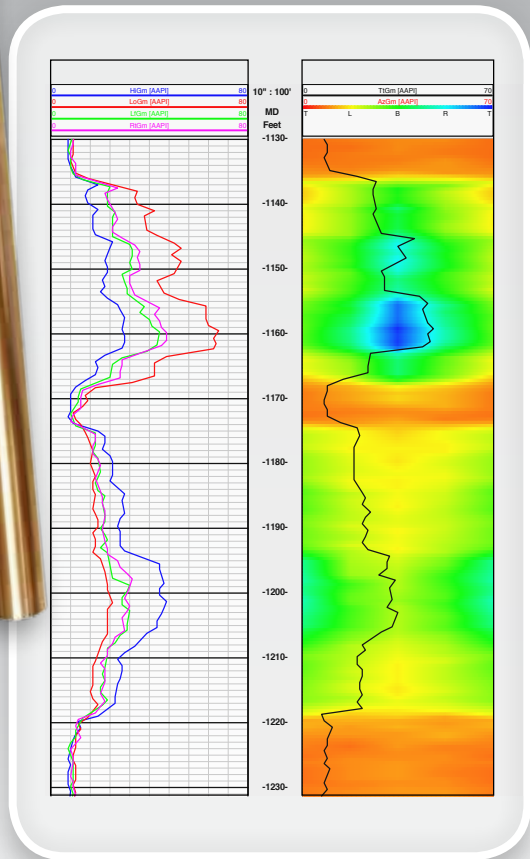 0 HiGm [AAPI] 80
0 LoGm [AAPI] 80
0 LfGm [AAPI] 80
0 RtGm [AAPI] 80
10" : 100'
MD
Feet
0 TtGm [AAPI] 70
0 AzGm [AAPI] 70
T L B R T
-1130-
-1140-
-1150-
-1160-
-1170-
-1180-
-1190-
-1200-
-1210-
-1220-
-1230-